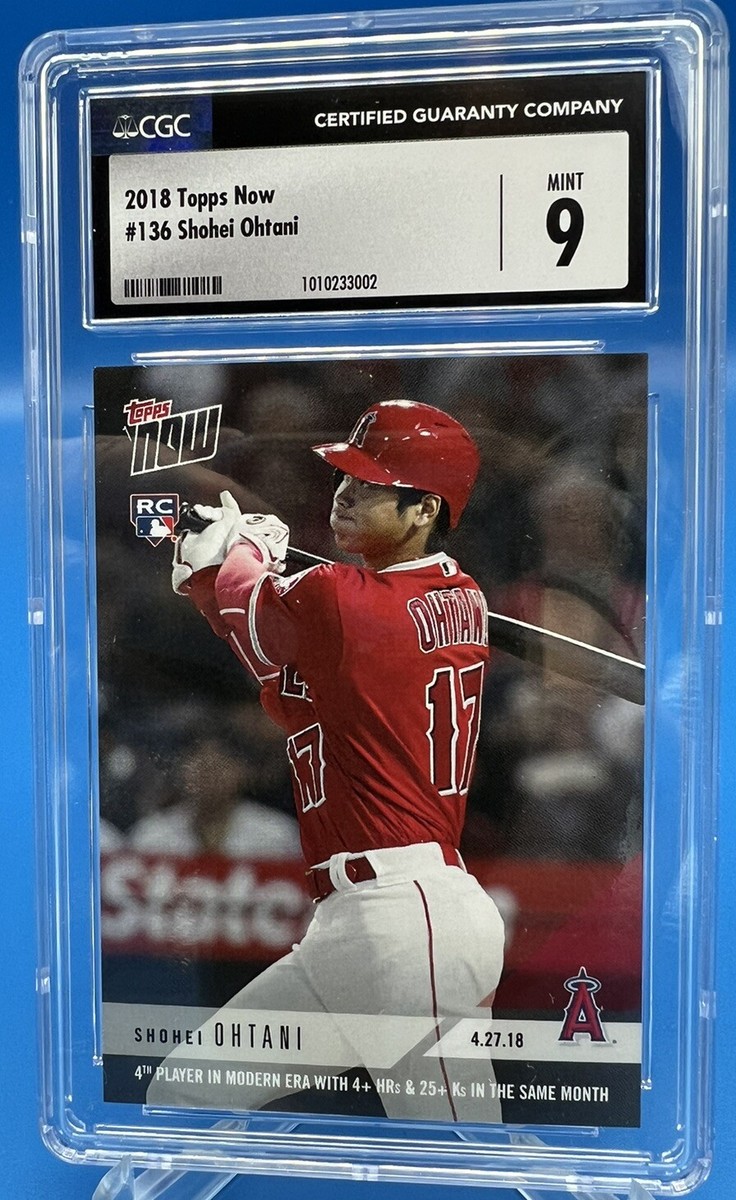 CGC
CERTIFIED GUARANTY COMPANY
2018 Topps Now
#136 Shohei Ohtani
MINT
9
1010233002
topps
NOW
RC
OHTANI
17
17
A
SHOHEI OHTANI
4.27.18
4TH PLAYER IN MODERN ERA WITH 4+ HRs & 25+ Ks IN THE SAME MONTH